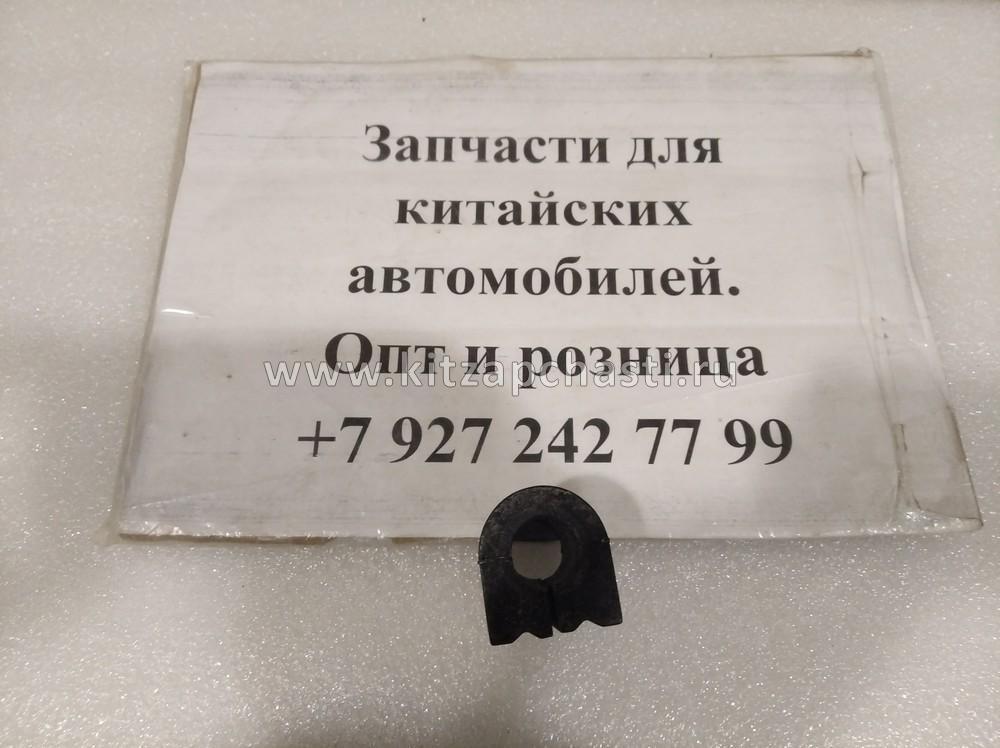 Запчасти для
китайских
автомобилей.
Опт и розница
www.kitzapchasti.ru
+7 927 242 77 99